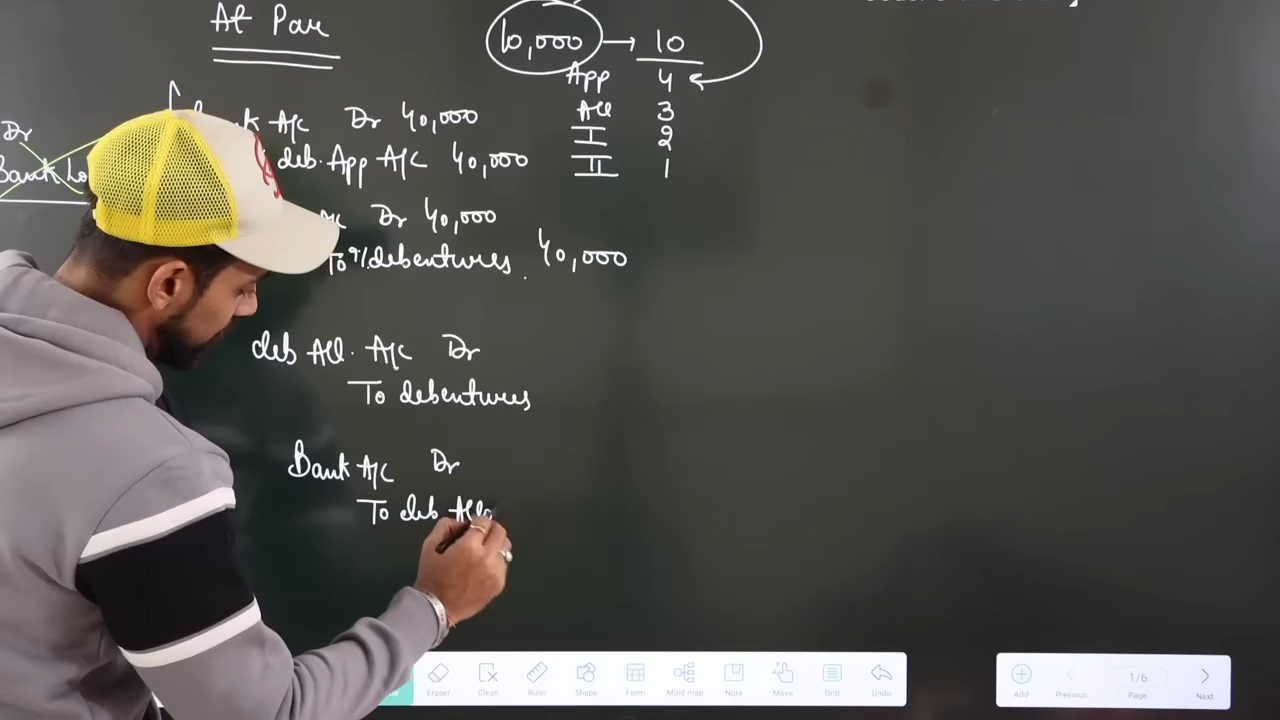 At Par
10,000 → 10
App 4
All 3
I 2
II 1
Dr
Bank Lo
A/c Dr 40,000
deb. App A/c 40,000
A/c Dr 40,000
To 9% debentures. 40,000
deb All. A/c Dr
To debentures
Bank A/c Dr
To deb Allo
Eraser Clean Ruler Shape Form Mind map Note Move Grid Undo
Add Previous 1/6 Page Next